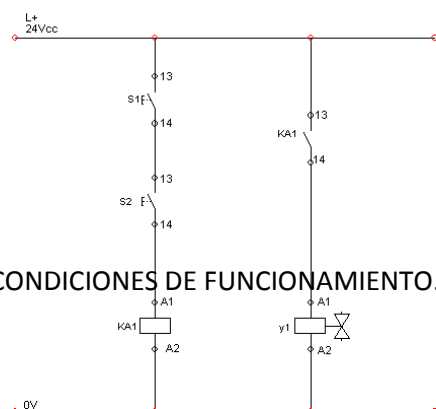 L+
24Vcc
13
S1
14
13
KA1
14
13
S2
14
CONDICIONES DE FUNCIONAMIENTO.
A1
KA1
A2
A1
y1
A2
0V